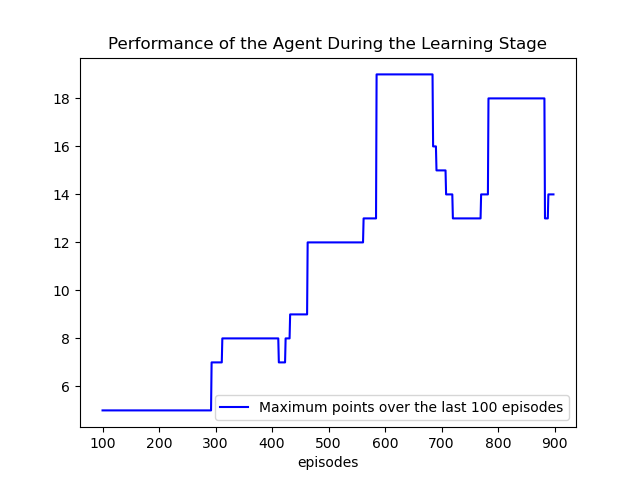 Performance of the Agent During the Learning Stage
18
16
14
12
10
8
6
Maximum points over the last 100 episodes
100 200 300 400 500 600 700 800 900
episodes